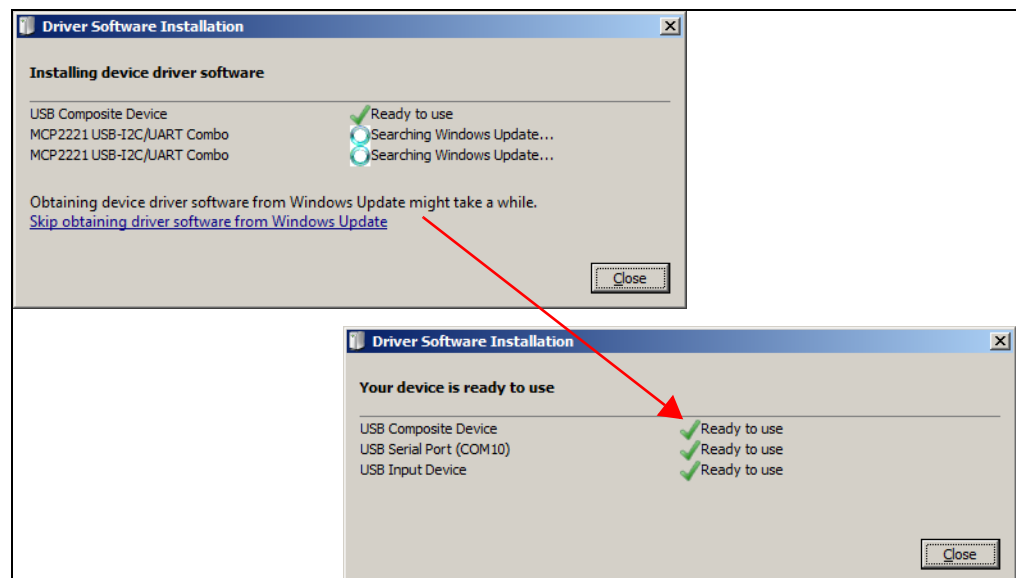 Driver Software Installation
Installing device driver software
USB Composite Device Ready to use
MCP2221 USB-I2C/UART Combo Searching Windows Update...
MCP2221 USB-I2C/UART Combo Searching Windows Update...
Obtaining device driver software from Windows Update might take a while.
Skip obtaining driver software from Windows Update
Close
Driver Software Installation
Your device is ready to use
USB Composite Device Ready to use
USB Serial Port (COM10) Ready to use
USB Input Device Ready to use
Close